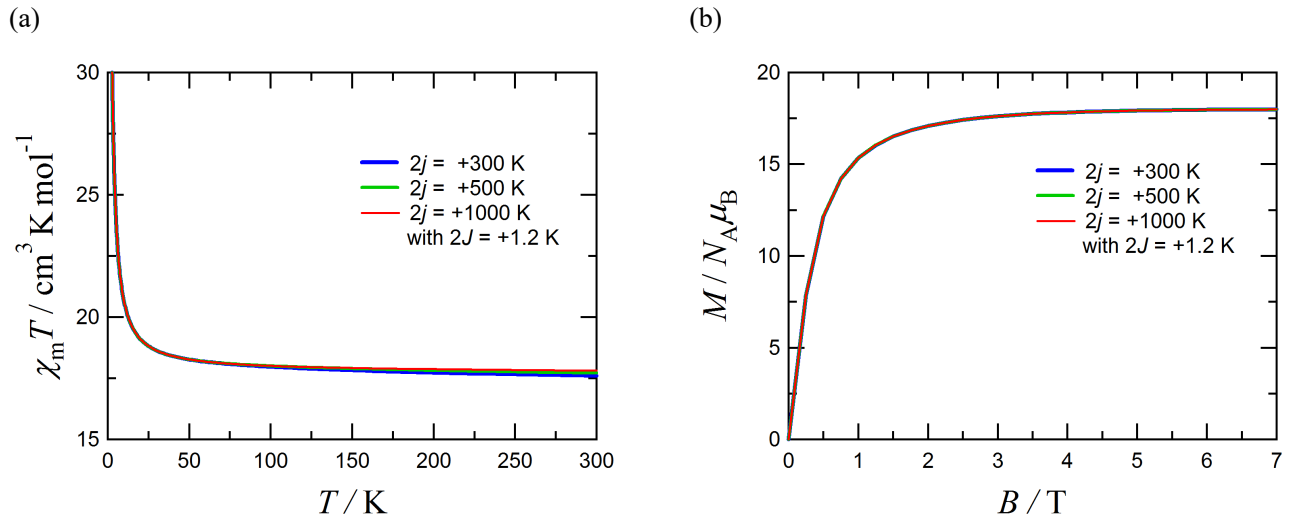 (a)
(b)
30
25
20
15
0
50
100
150
200
250
300
χmT / cm³ K mol⁻¹
T / K
2j = +300 K
2j = +500 K
2j = +1000 K
with 2J = +1.2 K
20
15
10
5
0
0
1
2
3
4
5
6
7
M / NAμB
B / T
2j = +300 K
2j = +500 K
2j = +1000 K
with 2J = +1.2 K